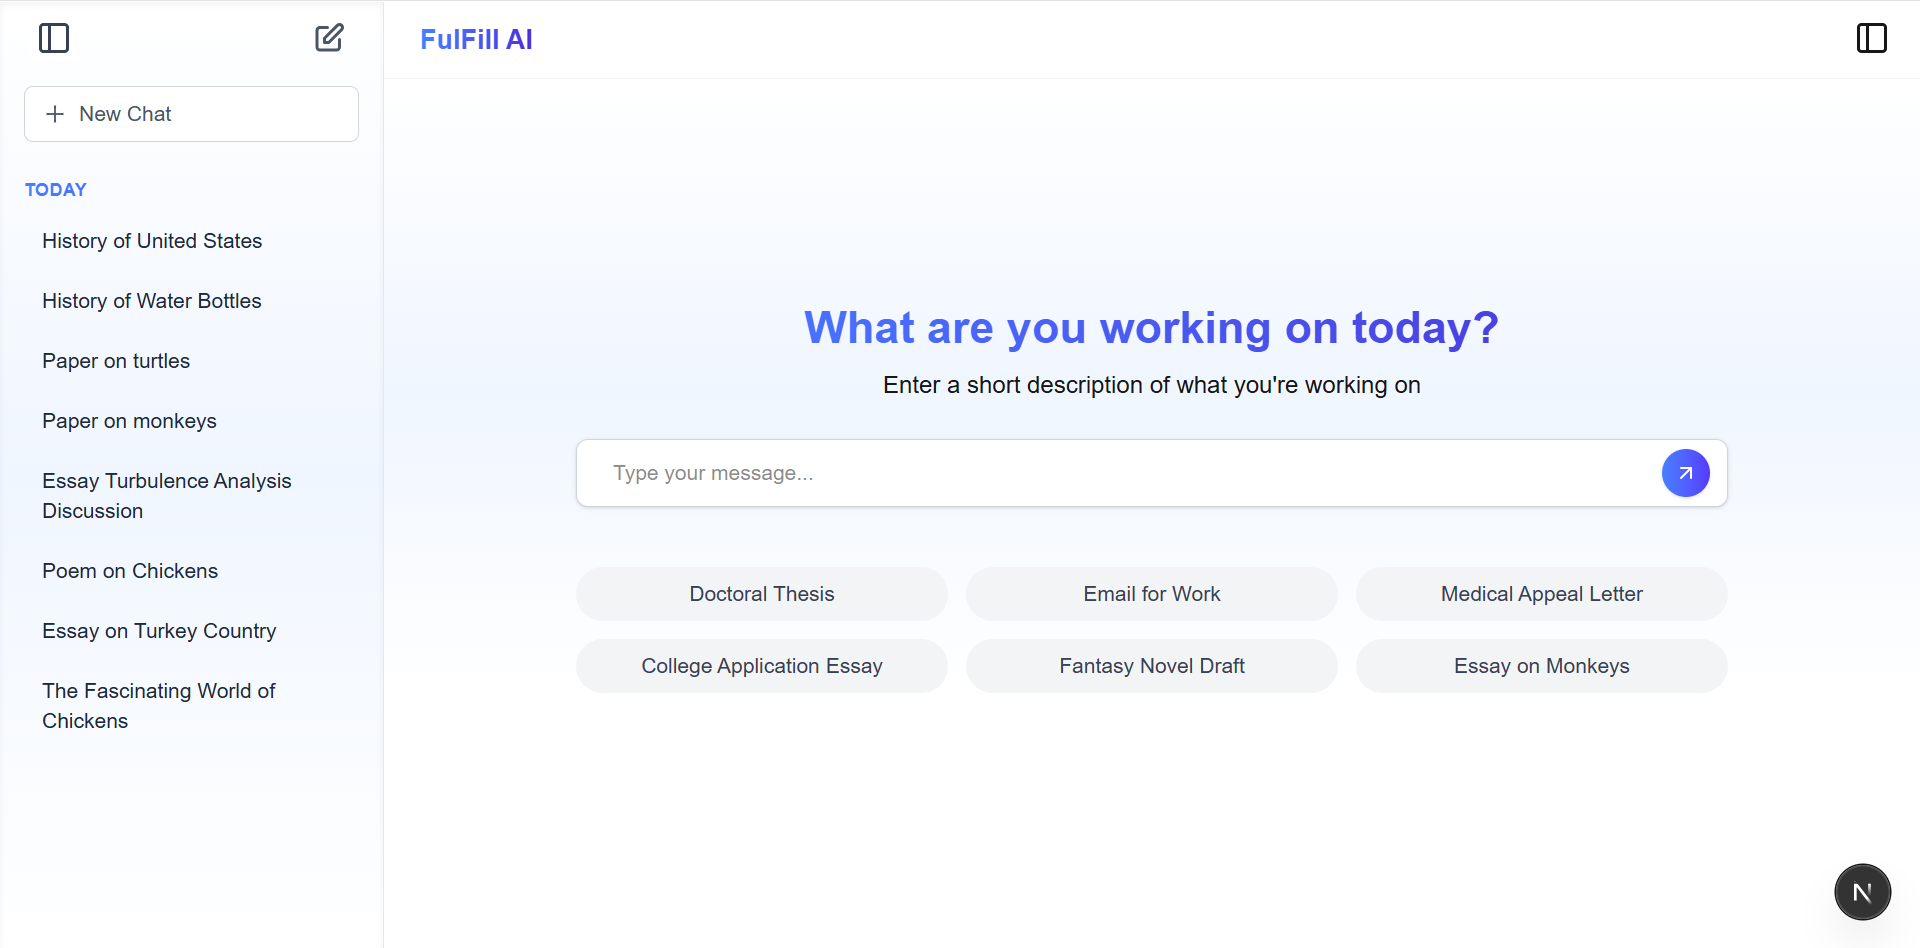 FulFill AI
New Chat
TODAY
History of United States
History of Water Bottles
Paper on turtles
Paper on monkeys
Essay Turbulence Analysis
Discussion
Poem on Chickens
Essay on Turkey Country
The Fascinating World of
Chickens
What are you working on today?
Enter a short description of what you're working on
Type your message...
Doctoral Thesis
Email for Work
Medical Appeal Letter
College Application Essay
Fantasy Novel Draft
Essay on Monkeys
N